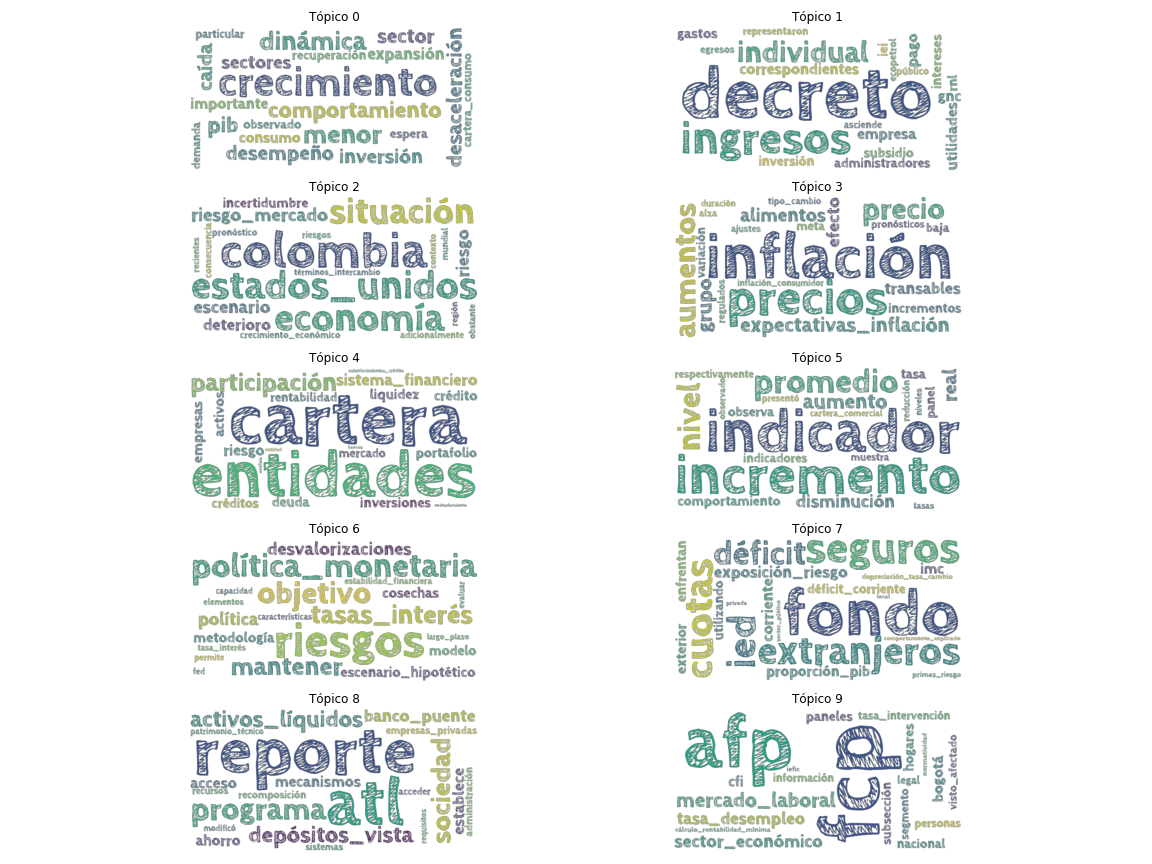 Tópico 0
particular
dinámica
sector
recuperación
expansión
caída
sectores
crecimiento
desaceleración
cartera_consumo
importante
comportamiento
pib
observado
consumo
menor
espera
demanda
desempeño
inversión
Tópico 1
gastos
representaron
egresos
individual
iei
ecopetrol
pago
intereses
correspondientes
público
decreto
rnl
gnc
utilidades
ingresos
asciende
empresa
subsidio
inversión
administradores
Tópico 2
incertidumbre
riesgo_mercado
situación
pronóstico
riesgos
recientes
consecuencia
colombia
contexto
mundial
riesgo
términos_intercambio
estados_unidos
escenario
economía
deterioro
región
obstante
crecimiento_económico
adicionalmente
Tópico 3
duración
tipo_cambio
alza
alimentos
efecto
precio
aumentos
ajustes
meta
pronósticos
baja
variación
inflación
inflación_consumidor
grupo
regulados
precios
transables
incrementos
expectativas_inflación
Tópico 4
participación
sistema_financiero
rentabilidad
liquidez
crédito
empresas
activos
cartera
riesgo
mercado
portafolio
entidades
créditos
deuda
inversiones
Tópico 5
respectivamente
promedio
tasa
real
nivel
observado
presentó
aumento
reducción
niveles
panel
observa
cartera_comercial
indicador
indicadores
muestra
incremento
comportamiento
disminución
tasas
Tópico 6
desvalorizaciones
política_monetaria
estabilidad_financiera
capacidad
objetivo
cosechas
evaluar
elementos
política
características
tasas_interés
metodología
riesgos
largo_plazo
tasa_interés
modelo
permite
mantener
fed
escenario_hipotético
Tópico 7
enfrentan
déficit
seguros
exposición_riesgo
imc
depreciación_tasa_cambio
cuotas
utilizando
corriente
déficit_corriente
local
privada
sector_público
fondo
ied
comportamiento_explicado
exterior
extranjeros
proporción_pib
primas_riesgo
Tópico 8
activos_líquidos
banco_puente
patrimonio_técnico
empresas_privadas
reporte
acceso
mecanismos
sociedad
recursos
recomposición
atl
acceder
establece
administración
programa
modificó
requisitos
ahorro
depósitos_vista
sistemas
Tópico 9
afp
paneles
tasa_intervención
fcp
hogares
normatividad
cfi
información
bogotá
visto_afectado
mercado_laboral
legal
subsección
segmento
tasa_desempleo
personas
cálculo_rentabilidad_mínima
sector_económico
nacional